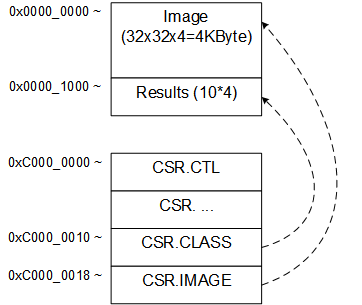 0x0000_0000 ~
Image
(32x32x4=4KByte)
0x0000_1000 ~
Results (10*4)
0xC000_0000 ~
CSR.CTL
CSR. ...
0xC000_0010 ~
CSR.CLASS
0xC000_0018 ~
CSR.IMAGE